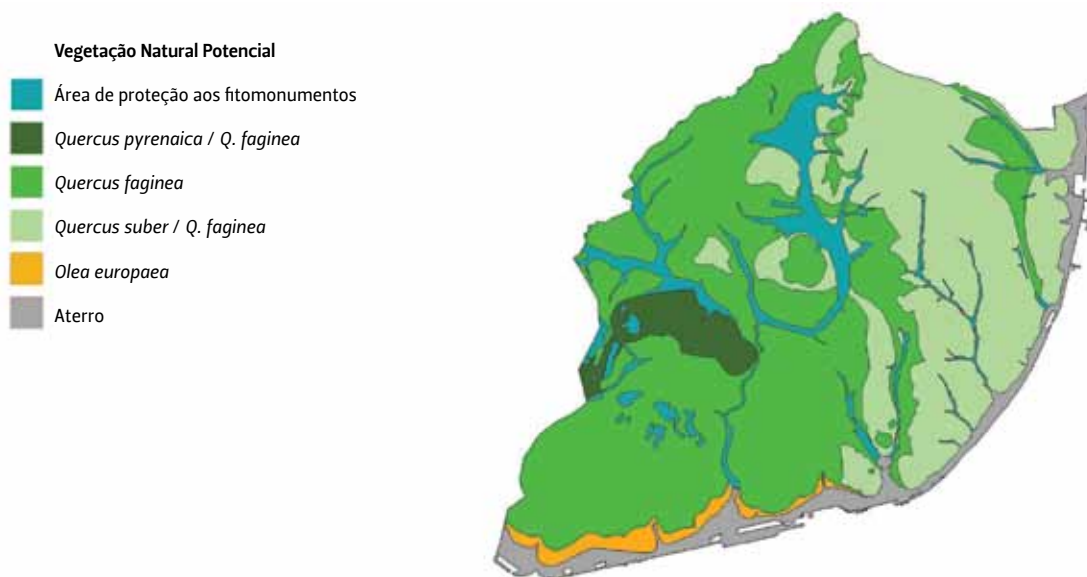 Vegetação Natural Potencial
Área de proteção aos fitomonumentos
Quercus pyrenaica / Q. faginea
Quercus faginea
Quercus suber / Q. faginea
Olea europaea
Aterro